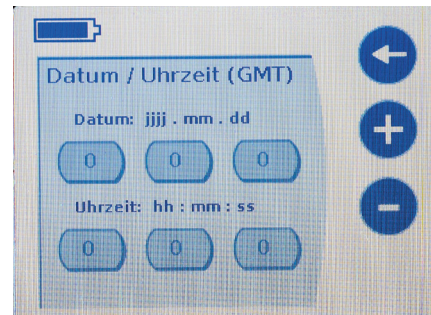 Datum / Uhrzeit (GMT)
Datum: jjjj . mm . dd
0 0 0
Uhrzeit: hh : mm : ss
0 0 0